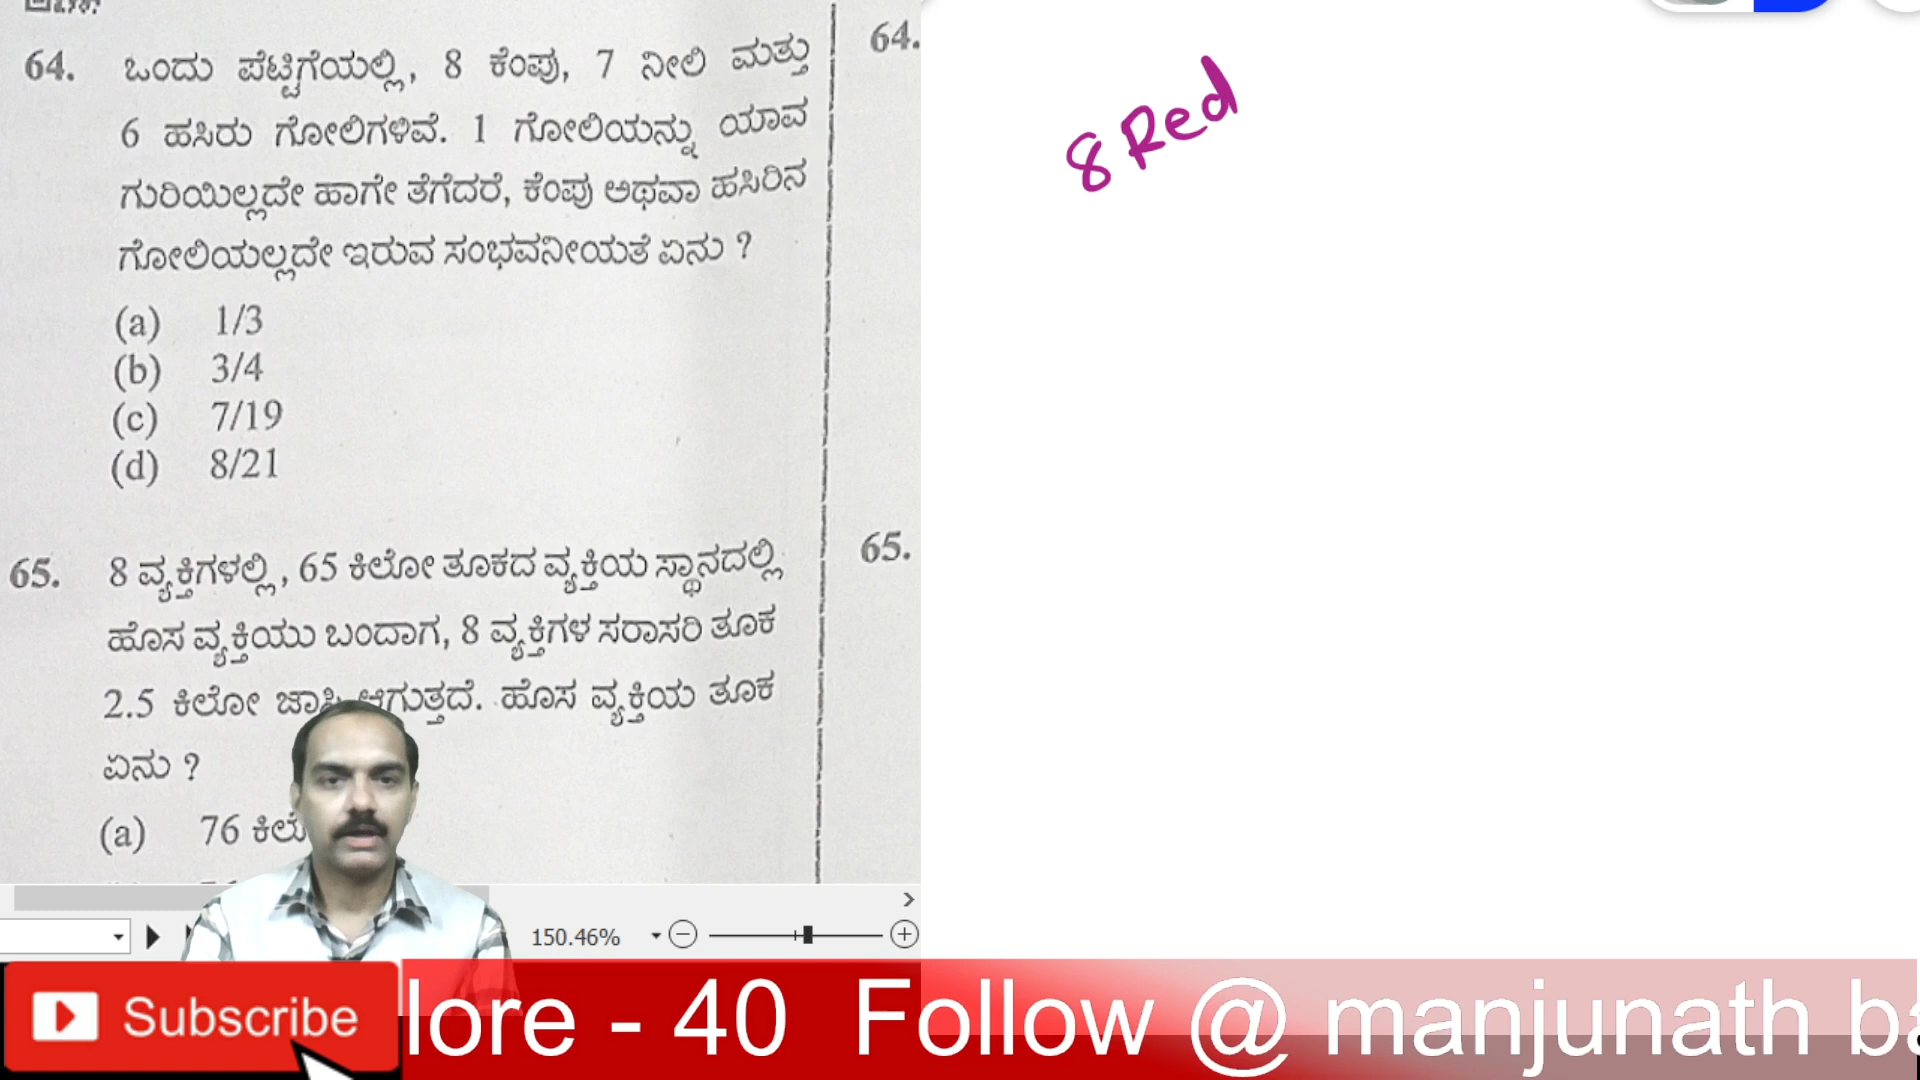 64. ಒಂದು ಪೆಟ್ಟಿಗೆಯಲ್ಲಿ, 8 ಕೆಂಪು, 7 ನೀಲಿ ಮತ್ತು
6 ಹಸಿರು ಗೋಲಿಗಳಿವೆ. 1 ಗೋಲಿಯನ್ನು ಯಾವ
ಗುರಿಯಿಲ್ಲದೇ ಹಾಗೇ ತೆಗೆದರೆ, ಕೆಂಪು ಅಥವಾ ಹಸಿರಿನ
ಗೋಲಿಯಲ್ಲದೇ ಇರುವ ಸಂಭವನೀಯತೆ ಏನು ?
(a) 1/3
(b) 3/4
(c) 7/19
(d) 8/21
65. 8 ವ್ಯಕ್ತಿಗಳಲ್ಲಿ, 65 ಕಿಲೋ ತೂಕದ ವ್ಯಕ್ತಿಯ ಸ್ಥಾನದಲ್ಲಿ
ಹೊಸ ವ್ಯಕ್ತಿಯು ಬಂದಾಗ, 8 ವ್ಯಕ್ತಿಗಳ ಸರಾಸರಿ ತೂಕ
2.5 ಕಿಲೋ ಜಾಸ್ತಿ ಆಗುತ್ತದೆ. ಹೊಸ ವ್ಯಕ್ತಿಯ ತೂಕ
ಏನು ?
(a) 76
64.
65.
8 Red
150.46%
Subscribe
lore - 40 Follow @ manjunath